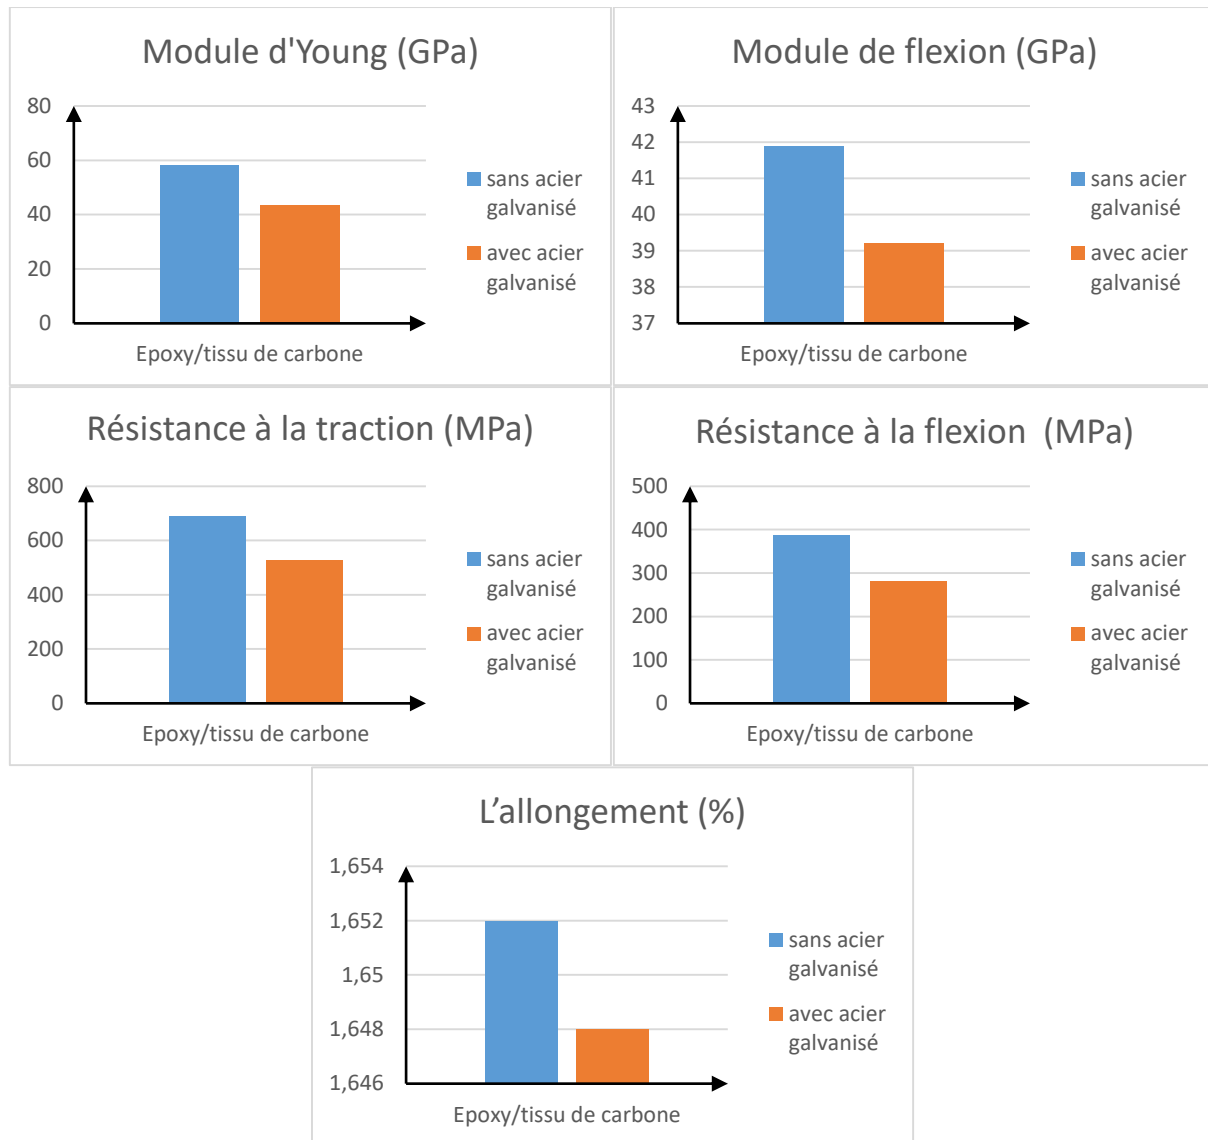 Module d'Young (GPa)
80
60
40
20
0
Epoxy/tissu de carbone
sans acier
galvanisé
avec acier
galvanisé
Module de flexion (GPa)
43
42
41
40
39
38
37
Epoxy/tissu de carbone
sans acier
galvanisé
avec acier
galvanisé
Résistance à la traction (MPa)
800
600
400
200
0
Epoxy/tissu de carbone
sans acier
galvanisé
avec acier
galvanisé
Résistance à la flexion (MPa)
500
400
300
200
100
0
Epoxy/tissu de carbone
sans acier
galvanisé
avec acier
galvanisé
L’allongement (%)
1,654
1,652
1,65
1,648
1,646
Epoxy/tissu de carbone
sans acier
galvanisé
avec acier
galvanisé